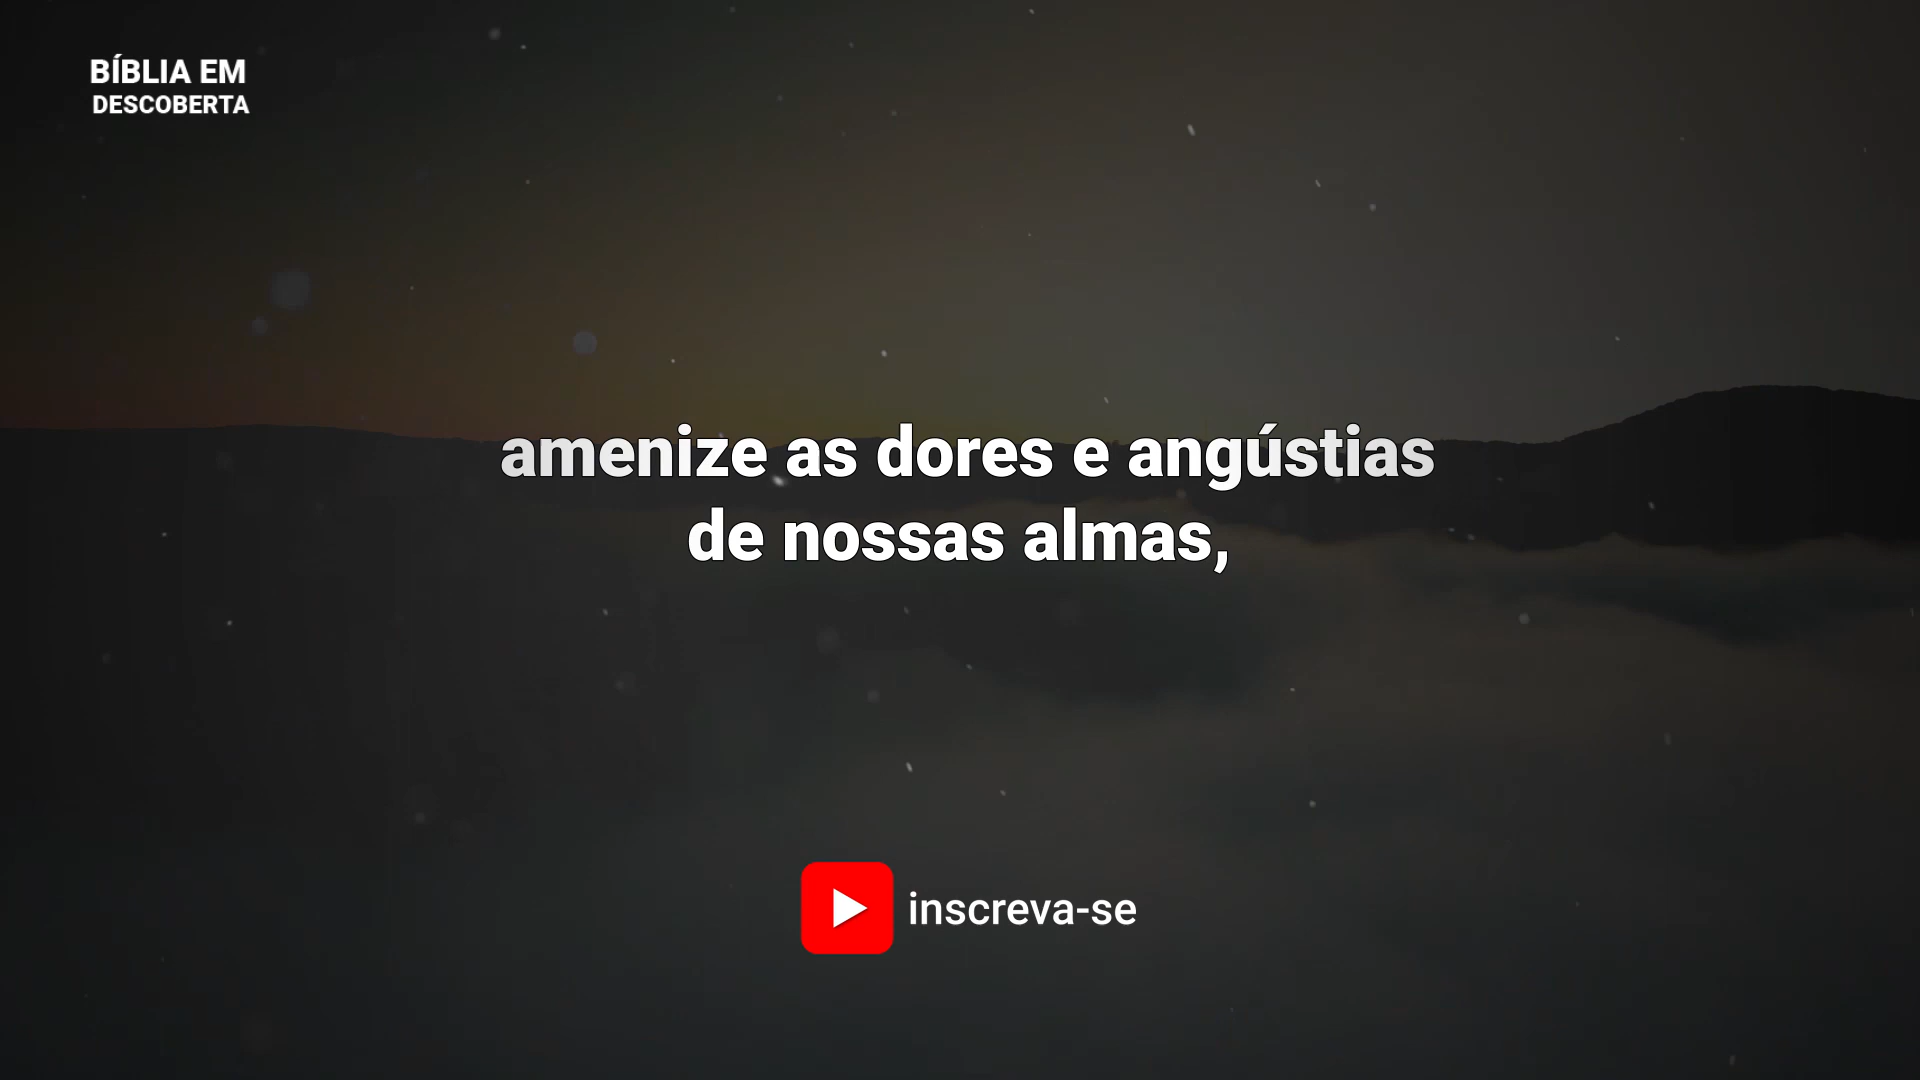 BÍBLIA EM
DESCOBERTA
amenize as dores e angústias
de nossas almas,
inscreva-se